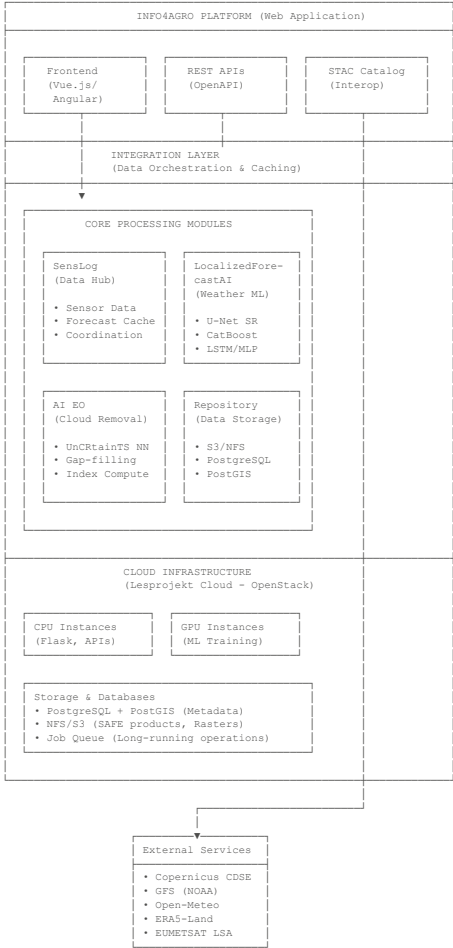 INFO4AGRO PLATFORM (Web Application)
Frontend
(Vue.js/
Angular)
REST APIs
(OpenAPI)
STAC Catalog
(Interop)
INTEGRATION LAYER
(Data Orchestration & Caching)
CORE PROCESSING MODULES
SensLog
(Data Hub)
• Sensor Data
• Forecast Cache
• Coordination
LocalizedFore-
castAI
(Weather ML)
• U-Net SR
• CatBoost
• LSTM/MLP
AI EO
(Cloud Removal)
• UnCRtainTS NN
• Gap-filling
• Index Compute
Repository
(Data Storage)
• S3/NFS
• PostgreSQL
• PostGIS
CLOUD INFRASTRUCTURE
(Lesprojekt Cloud - OpenStack)
CPU Instances
(Flask, APIs)
GPU Instances
(ML Training)
Storage & Databases
• PostgreSQL + PostGIS (Metadata)
• NFS/S3 (SAFE products, Rasters)
• Job Queue (Long-running operations)
External Services
• Copernicus CDSE
• GFS (NOAA)
• Open-Meteo
• ERA5-Land
• EUMETSAT LSA